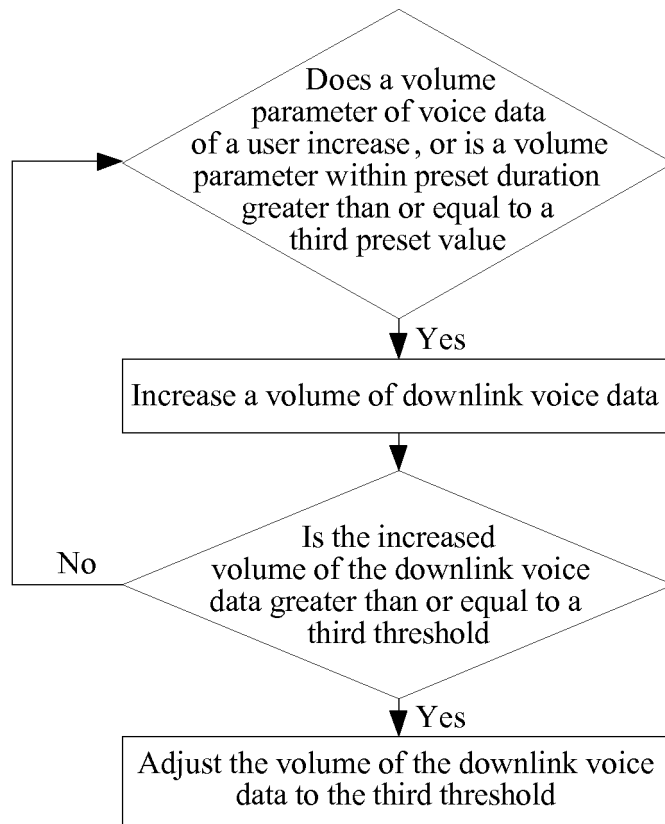 Does a volume
parameter of voice data
of a user increase, or is a volume
parameter within preset duration
greater than or equal to a
third preset value
Yes
Increase a volume of downlink voice data
Is the increased
volume of the downlink voice
data greater than or equal to a
third threshold
No
Yes
Adjust the volume of the downlink voice
data to the third threshold